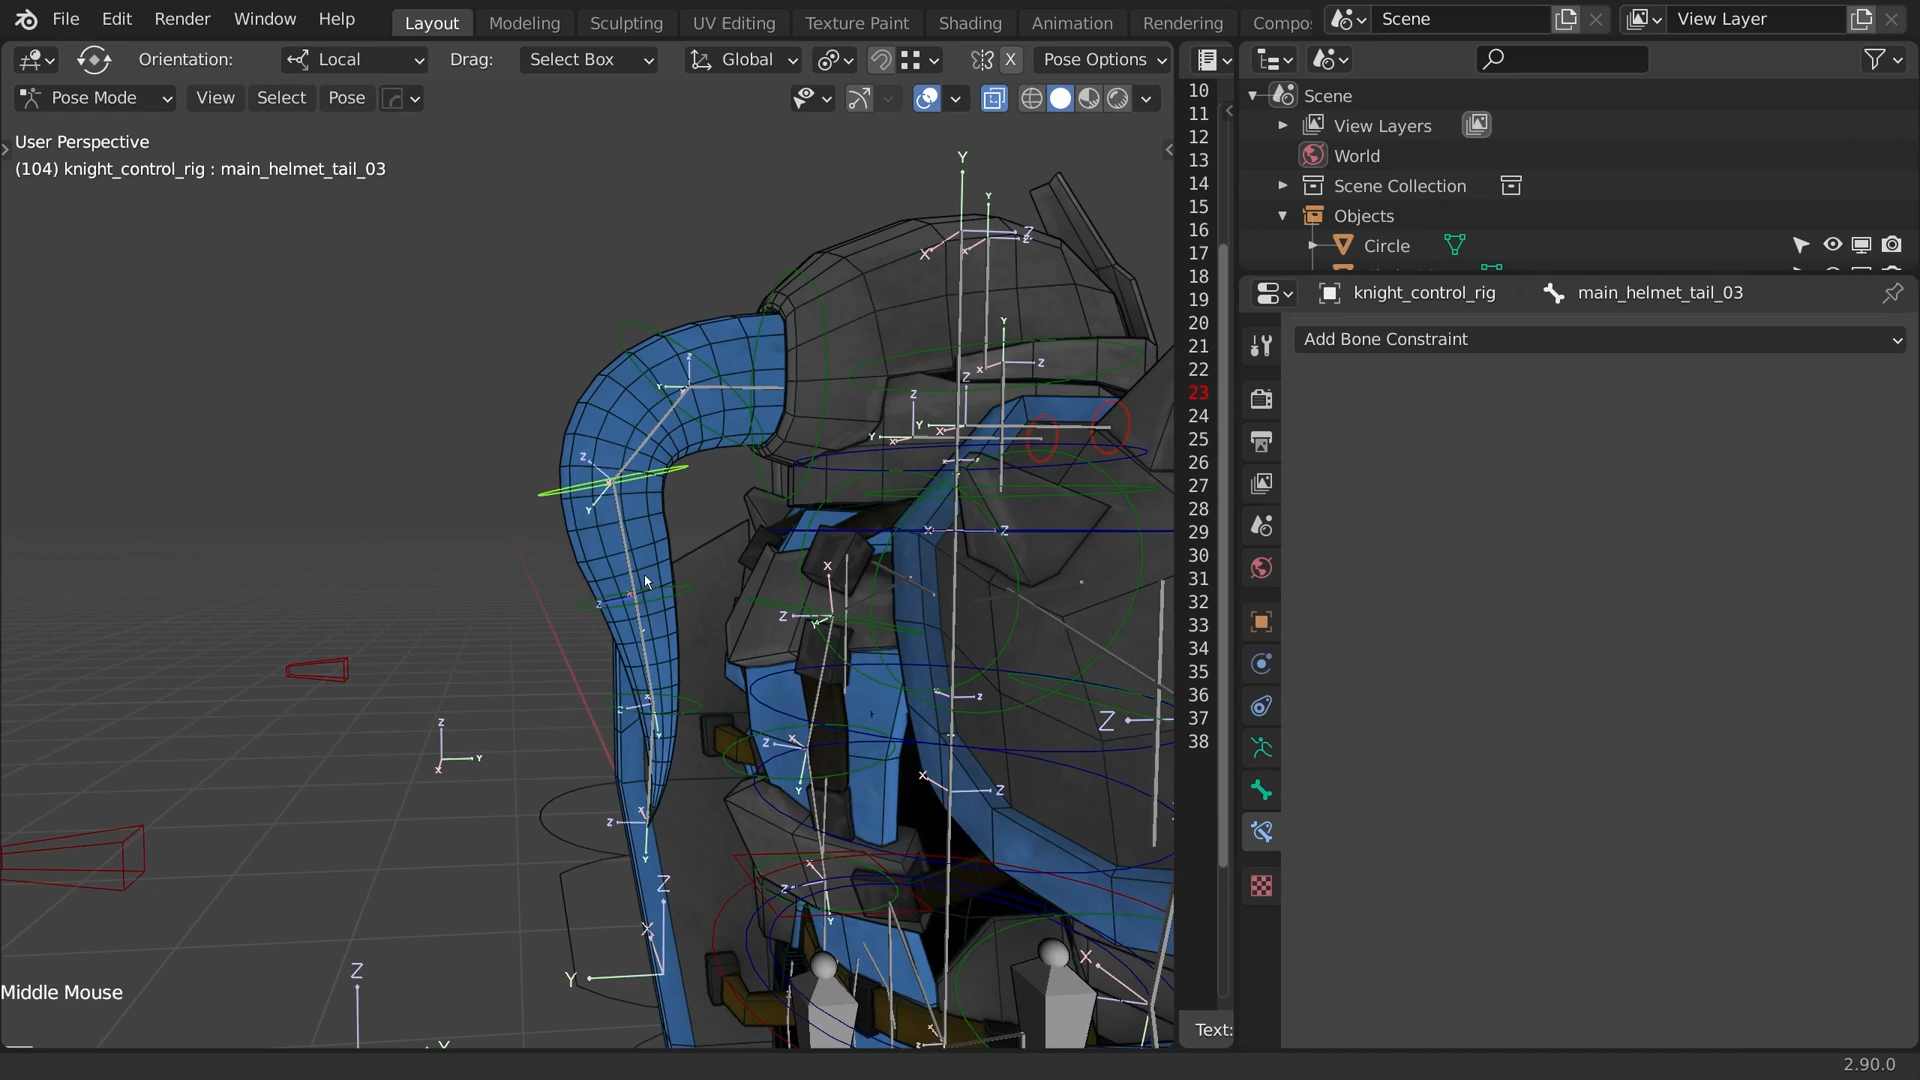 File Edit Render Window Help Layout Modeling Sculpting UV Editing Texture Paint Shading Animation Rendering Compo: Scene View Layer
Orientation: Local Drag: Select Box Global X Pose Options
Pose Mode View Select Pose
User Perspective
(104) knight_control_rig : main_helmet_tail_03
10
11
12
13
14
15
16
17
18
19
20
21
22
23
24
25
26
27
28
29
30
31
32
33
34
35
36
37
38
Text:
Scene
View Layers
World
Scene Collection
Objects
Circle
knight_control_rig main_helmet_tail_03
Add Bone Constraint
Middle Mouse
2.90.0